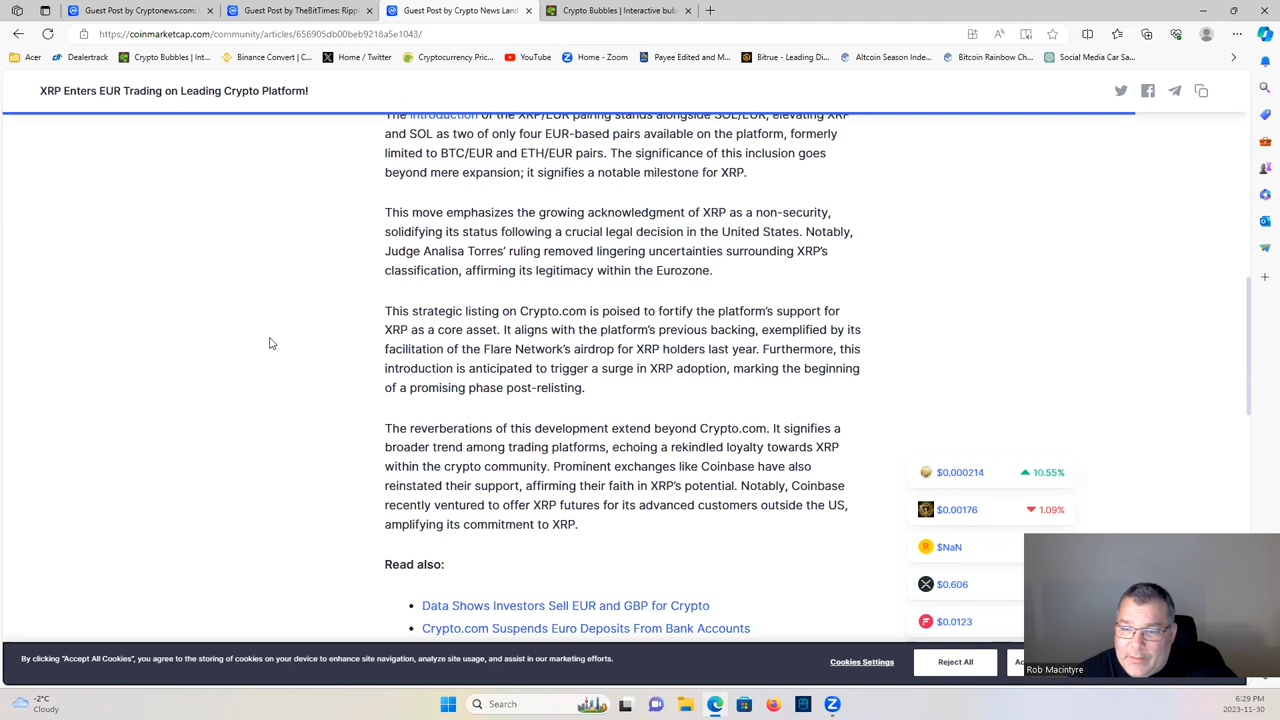 Guest Post by Cryptonews.com: S
Guest Post by TheBitTimes: Rippl
Guest Post by Crypto News Land
Crypto Bubbles | Interactive bub
https://coinmarketcap.com/community/articles/656905db00beb9218a5e1043/
Acer
Dealertrack
Crypto Bubbles | Int...
Binance Convert | C...
Home / Twitter
Cryptocurrency Pric...
YouTube
Home - Zoom
Payee Edited and M...
Bitrue - Leading Di...
Altcoin Season Inde...
Bitcoin Rainbow Ch...
Social Media Car Sa...
XRP Enters EUR Trading on Leading Crypto Platform!
The introduction of the XRP/EUR pairing stands alongside SOL/EUR, elevating XRP
and SOL as two of only four EUR-based pairs available on the platform, formerly
limited to BTC/EUR and ETH/EUR pairs. The significance of this inclusion goes
beyond mere expansion; it signifies a notable milestone for XRP.
This move emphasizes the growing acknowledgment of XRP as a non-security,
solidifying its status following a crucial legal decision in the United States. Notably,
Judge Analisa Torres' ruling removed lingering uncertainties surrounding XRP's
classification, affirming its legitimacy within the Eurozone.
This strategic listing on Crypto.com is poised to fortify the platform's support for
XRP as a core asset. It aligns with the platform's previous backing, exemplified by its
facilitation of the Flare Network's airdrop for XRP holders last year. Furthermore, this
introduction is anticipated to trigger a surge in XRP adoption, marking the beginning
of a promising phase post-relisting.
The reverberations of this development extend beyond Crypto.com. It signifies a
broader trend among trading platforms, echoing a rekindled loyalty towards XRP
within the crypto community. Prominent exchanges like Coinbase have also
reinstated their support, affirming their faith in XRP's potential. Notably, Coinbase
recently ventured to offer XRP futures for its advanced customers outside the US,
amplifying its commitment to XRP.
Read also:
• Data Shows Investors Sell EUR and GBP for Crypto
• Crypto.com Suspends Euro Deposits From Bank Accounts
$0.000214 10.55%
$0.00176 1.09%
$NaN
$0.606
$0.0123
By clicking "Accept All Cookies", you agree to the storing of cookies on your device to enhance site navigation, analyze site usage, and assist in our marketing efforts.
Cookies Settings
Reject All
Ac
Rob Macintyre
-2°C
Cloudy
Search
6:29 PM
2023-11-30